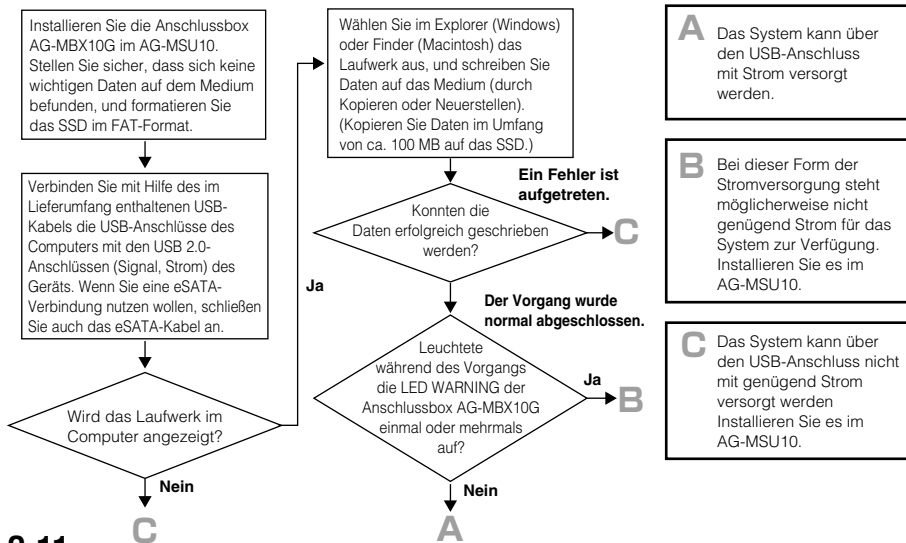 Installieren Sie die Anschlussbox
AG-MBX10G im AG-MSU10.
Stellen Sie sicher, dass sich keine
wichtigen Daten auf dem Medium
befunden, und formatieren Sie
das SSD im FAT-Format.
Verbinden Sie mit Hilfe des im
Lieferumfang enthaltenen USB-
Kabels die USB-Anschlüsse des
Computers mit den USB 2.0-
Anschlüssen (Signal, Strom) des
Geräts. Wenn Sie eine eSATA-
Verbindung nutzen wollen, schließen
Sie auch das eSATA-Kabel an.
Wird das Laufwerk im
Computer angezeigt?
Ja
Nein
C
Wählen Sie im Explorer (Windows)
oder Finder (Macintosh) das
Laufwerk aus, und schreiben Sie
Daten auf das Medium (durch
Kopieren oder Neuerstellen).
(Kopieren Sie Daten im Umfang
von ca. 100 MB auf das SSD.)
Ein Fehler ist
aufgetreten.
Konnten die
Daten erfolgreich geschrieben
werden?
C
Der Vorgang wurde
normal abgeschlossen.
Leuchtete
während des Vorgangs
die LED WARNING der
Anschlussbox AG-MBX10G
einmal oder mehrmals
auf?
Ja
B
Nein
A
A Das System kann über
den USB-Anschluss
mit Strom versorgt
werden.
B Bei dieser Form der
Stromversorgung steht
möglicherweise nicht
genügend Strom für das
System zur Verfügung.
Installieren Sie es im
AG-MSU10.
C Das System kann über
den USB-Anschluss nicht
mit genügend Strom
versorgt werden
Installieren Sie es im
AG-MSU10.